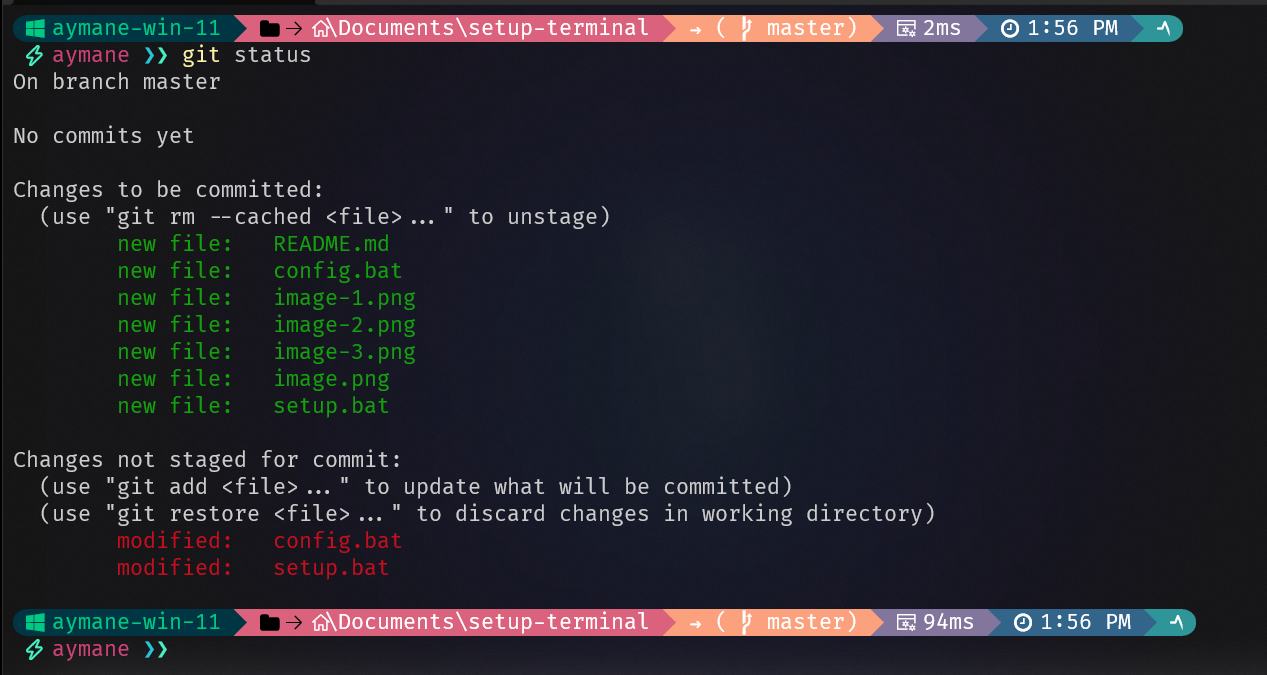 aymane-win-11 → \Documents\setup-terminal → ( master) 2ms 1:56 PM
aymane ❯❯ git status
On branch master
No commits yet
Changes to be committed:
(use "git rm --cached <file>..." to unstage)
new file: README.md
new file: config.bat
new file: image-1.png
new file: image-2.png
new file: image-3.png
new file: image.png
new file: setup.bat
Changes not staged for commit:
(use "git add <file>..." to update what will be committed)
(use "git restore <file>..." to discard changes in working directory)
modified: config.bat
modified: setup.bat
aymane-win-11 → \Documents\setup-terminal → ( master) 94ms 1:56 PM
aymane ❯❯